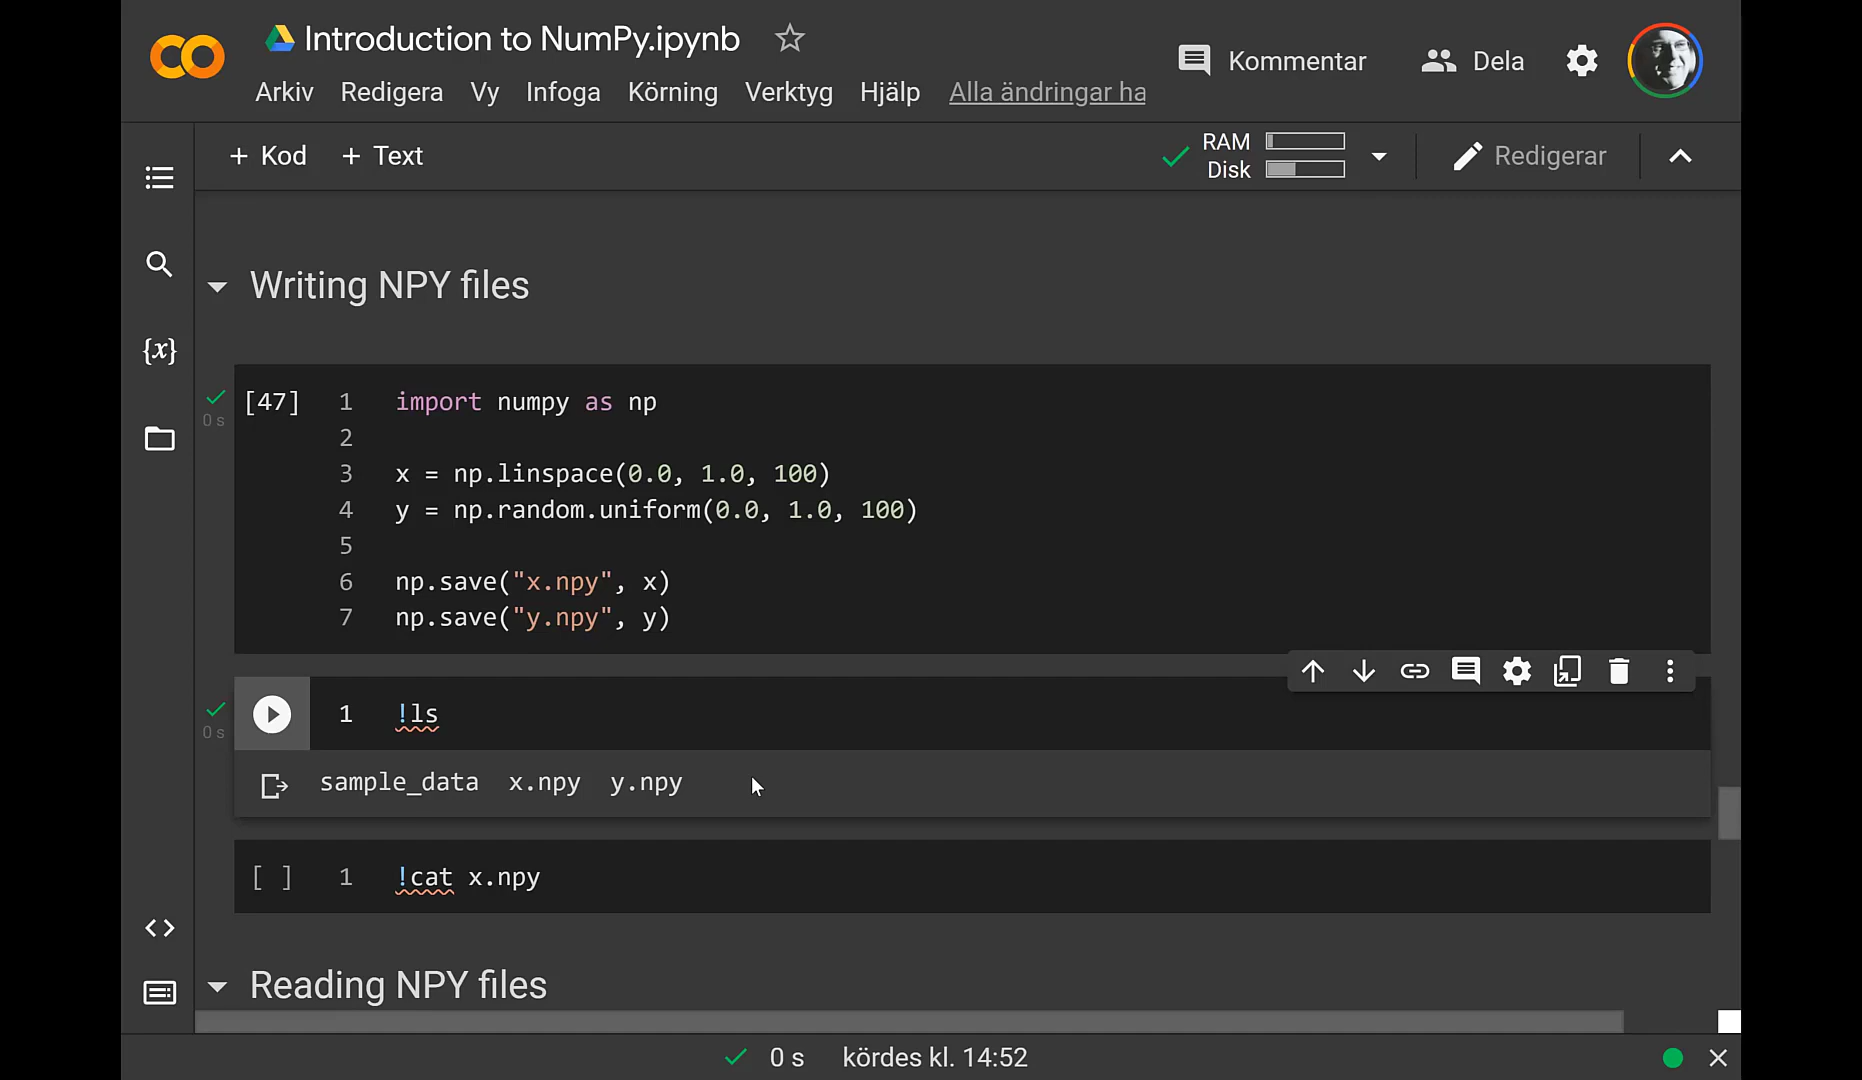 Introduction to NumPy.ipynb
Kommentar
Dela
Arkiv Redigera Vy Infoga Körning Verktyg Hjälp Alla ändringar ha
+ Kod + Text
RAM
Disk
Redigerar
{x}
Writing NPY files
0 s
[47]
1 import numpy as np
2
3 x = np.linspace(0.0, 1.0, 100)
4 y = np.random.uniform(0.0, 1.0, 100)
5
6 np.save("x.npy", x)
7 np.save("y.npy", y)
0 s
1 !ls
sample_data x.npy y.npy
[ ] 1 !cat x.npy
Reading NPY files
0 s kördes kl. 14:52